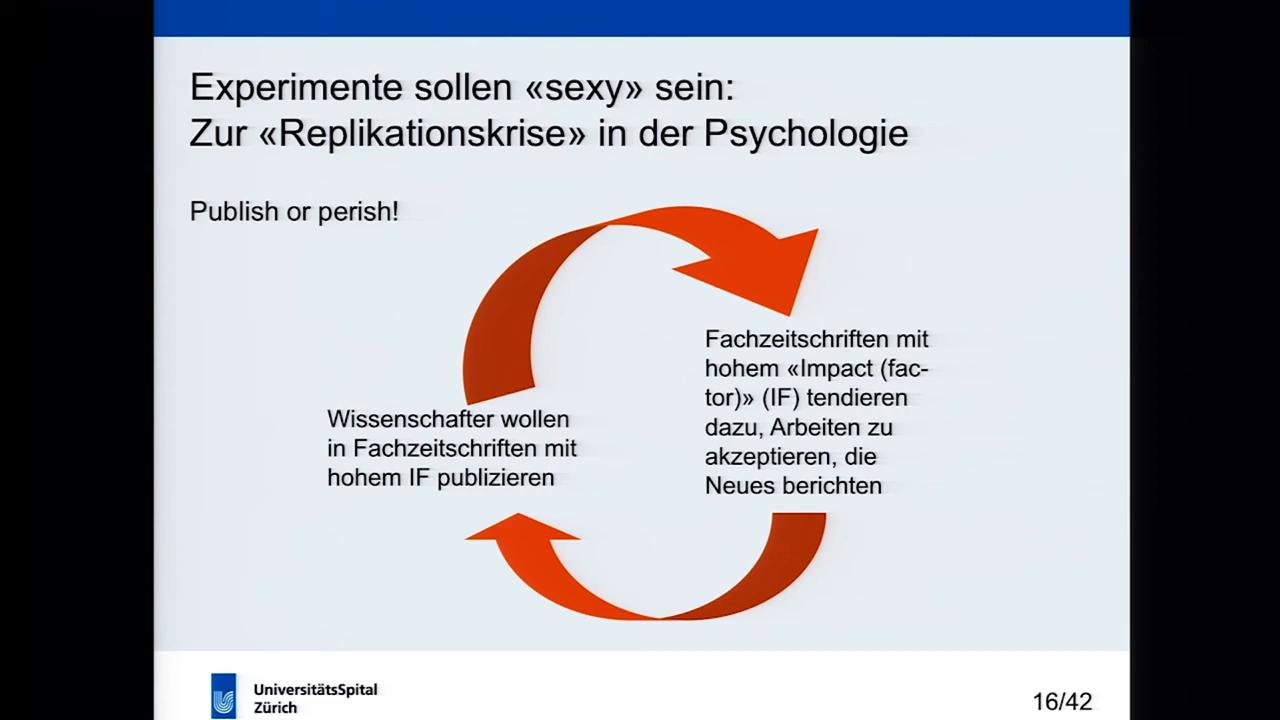 Experimente sollen «sexy» sein:
Zur «Replikationskrise» in der Psychologie
Publish or perish!
Wissenschafter wollen
in Fachzeitschriften mit
hohem IF publizieren
Fachzeitschriften mit
hohem «Impact (fac-
tor)» (IF) tendieren
dazu, Arbeiten zu
akzeptieren, die
Neues berichten
UniversitätsSpital
Zürich
16/42